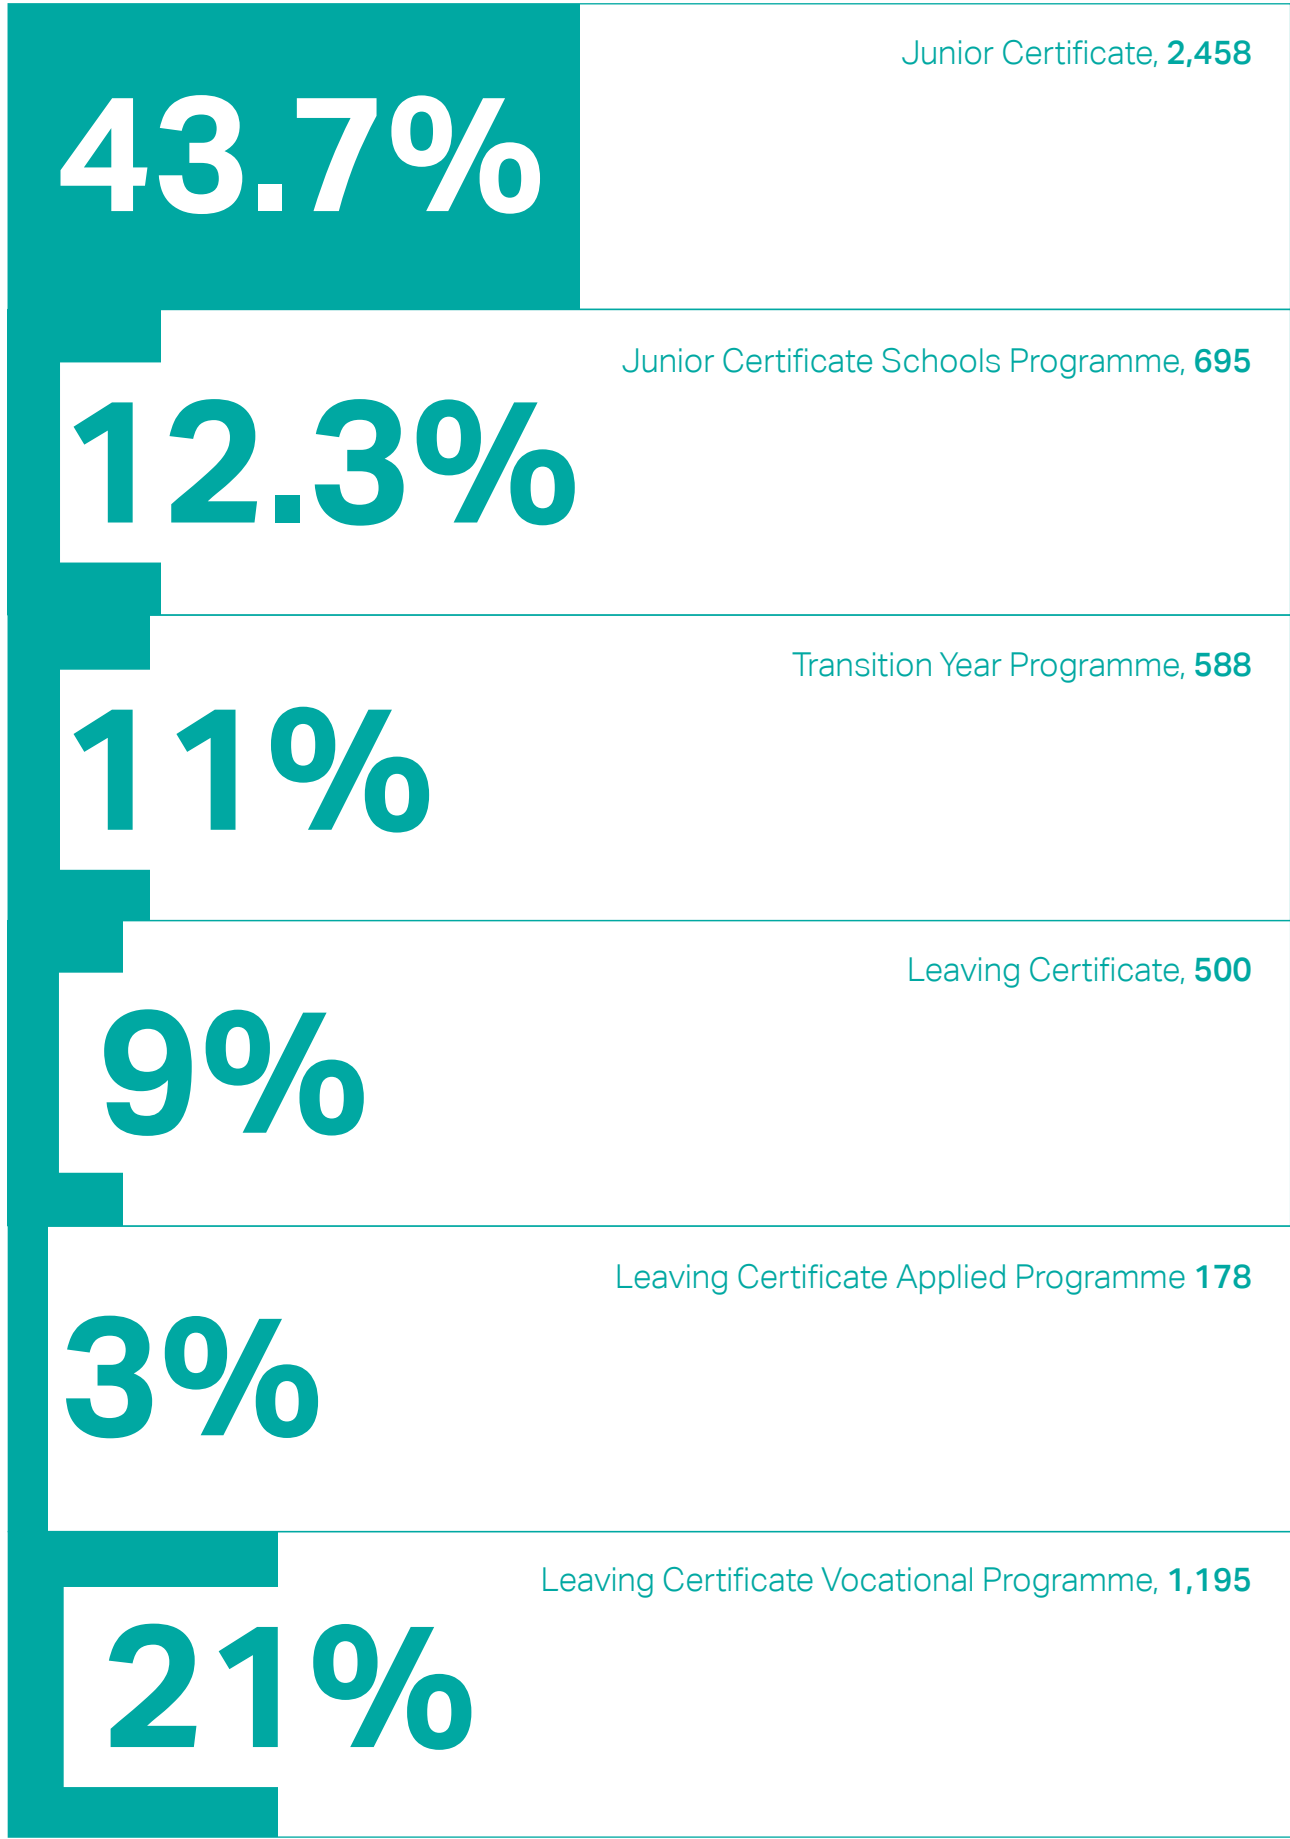 Junior Certificate, 2,458
43.7%
Junior Certificate Schools Programme, 695
12.3%
Transition Year Programme, 588
11%
Leaving Certificate, 500
9%
Leaving Certificate Applied Programme 178
3%
Leaving Certificate Vocational Programme, 1,195
21%